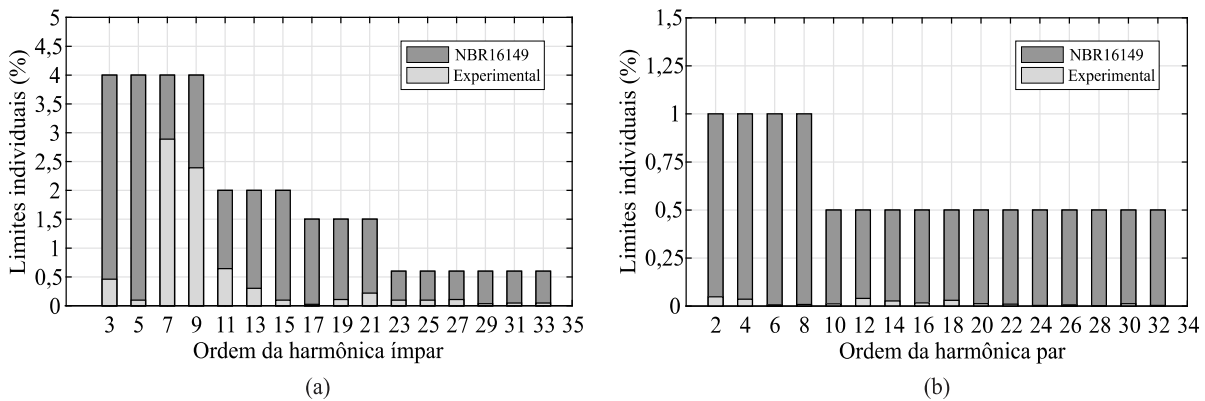 Limites individuais (%)
5
4,5
4
3,5
3
2,5
2
1,5
1
0,5
0
NBR16149
Experimental
3 5 7 9 11 13 15 17 19 21 23 25 27 29 31 33 35
Ordem da harmônica ímpar
(a)
Limites individuais (%)
1,5
1,25
1
0,75
0,5
0,25
0
NBR16149
Experimental
2 4 6 8 10 12 14 16 18 20 22 24 26 28 30 32 34
Ordem da harmônica par
(b)